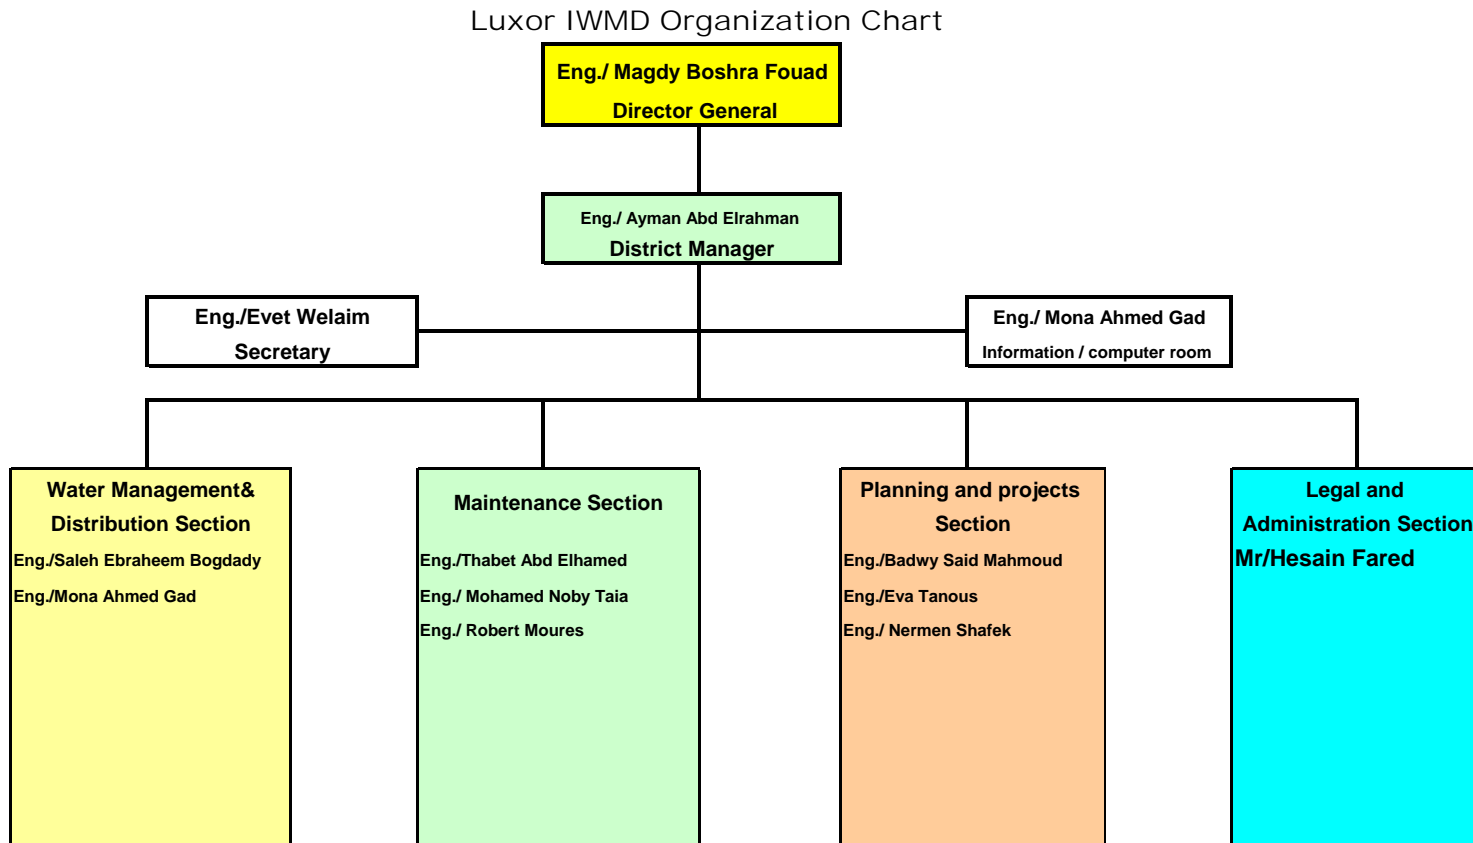 Luxor IWMD Organization Chart
Eng./ Magdy Boshra Fouad
Director General
Eng./ Ayman Abd Elrahman
District Manager
Eng./Evet Welaim
Secretary
Eng./ Mona Ahmed Gad
Information / computer room
Water Management&
Distribution Section
Eng./Saleh Ebraheem Bogdady
Eng./Mona Ahmed Gad
Maintenance Section
Eng./Thabet Abd Elhamed
Eng./ Mohamed Noby Taia
Eng./ Robert Moures
Planning and projects
Section
Eng./Badwy Said Mahmoud
Eng./Eva Tanous
Eng./ Nermen Shafek
Legal and
Administration Section
Mr/Hesain Fared